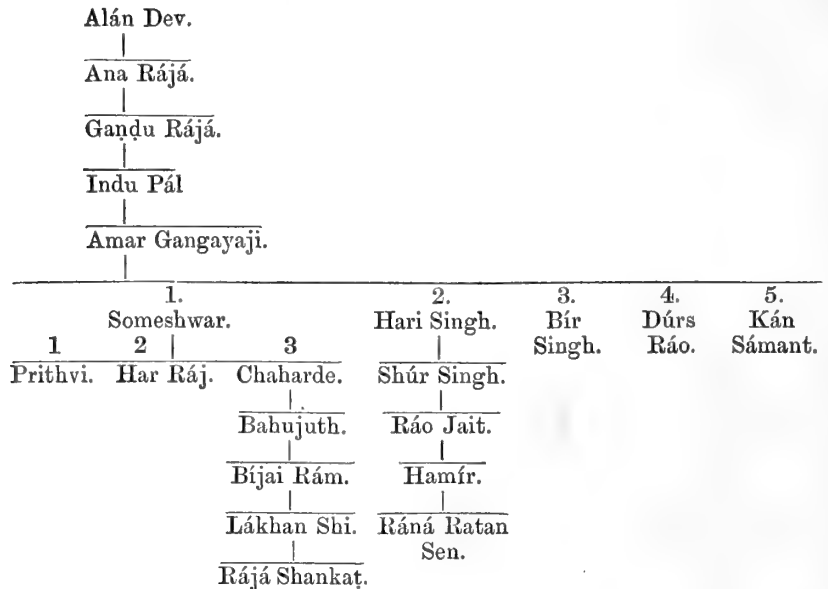 Alán Dev.
Ana Rájá.
Gaṇḍu Rájá.
Indu Pál
Amar Gangayaji.
1. 2. 3. 4. 5.
Someshwar. Hari Singh. Bír Dúrs Kán
Singh. Ráo. Sámant.
1 2 3
Prithvi. Har Ráj. Chaharde. Shúr Singh.
Bahujuth. Ráo Jait.
Bíjai Rám. Hamír.
Lákhan Shi. Ráná Ratan
Sen.
Rájá Shankaṭ.